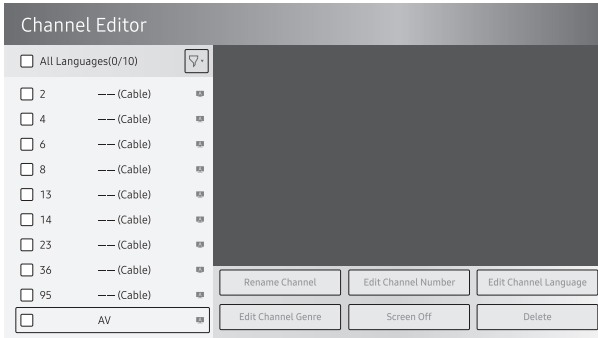 Channel Editor
All Languages(0/10)
2 —— (Cable)
4 —— (Cable)
6 —— (Cable)
8 —— (Cable)
13 —— (Cable)
14 —— (Cable)
23 —— (Cable)
36 —— (Cable)
95 —— (Cable)
AV
Rename Channel Edit Channel Number Edit Channel Language
Edit Channel Genre Screen Off Delete